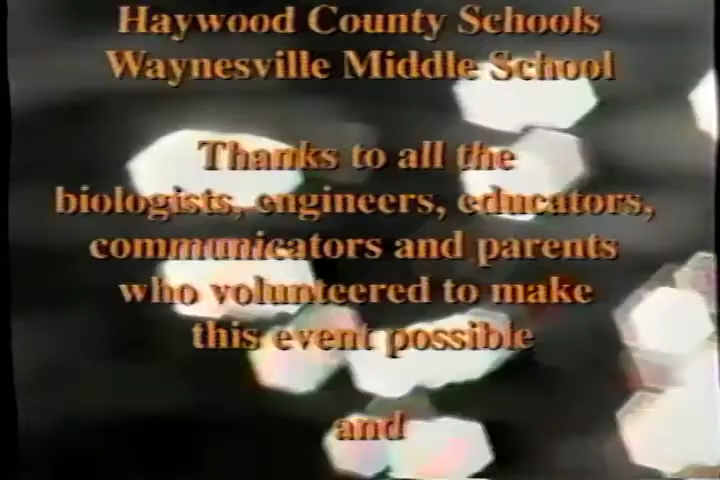 Haywood County Schools
Waynesville Middle School
Thanks to all the
biologists, engineers, educators,
communicators and parents
who volunteered to make
this event possible
and